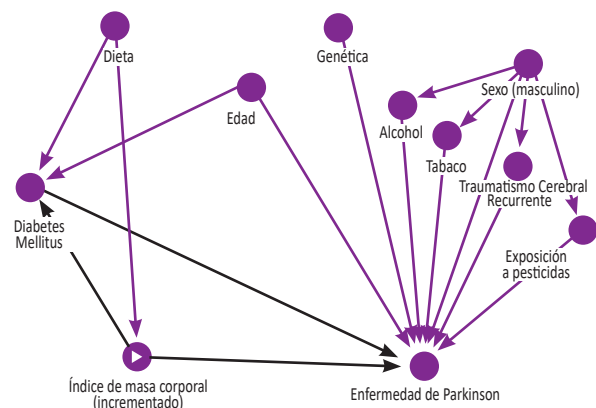 Dieta
Genética
Sexo (masculino)
Edad
Alcohol
Tabaco
Traumatismo Cerebral
Recurrente
Diabetes
Mellitus
Exposición
a pesticidas
Índice de masa corporal
(incrementado)
Enfermedad de Parkinson